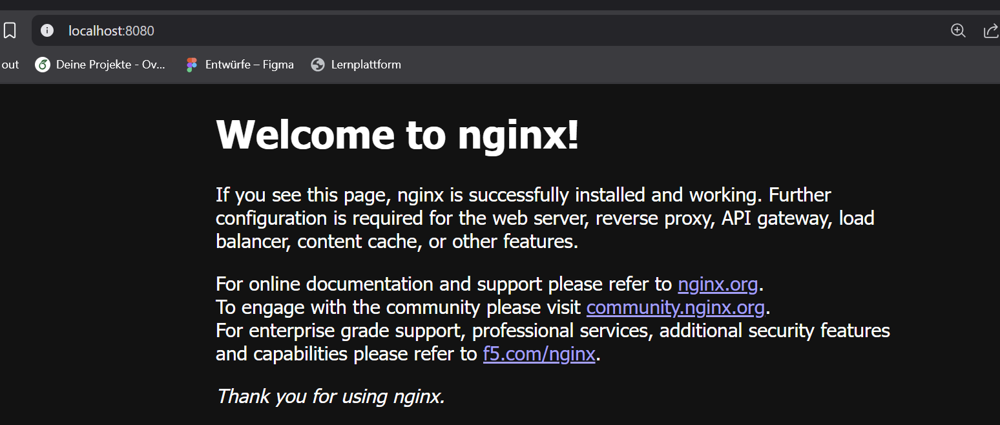 localhost:8080
out Deine Projekte - Ov... Entwürfe – Figma Lernplattform
Welcome to nginx!
If you see this page, nginx is successfully installed and working. Further
configuration is required for the web server, reverse proxy, API gateway, load
balancer, content cache, or other features.
For online documentation and support please refer to nginx.org.
To engage with the community please visit community.nginx.org.
For enterprise grade support, professional services, additional security features
and capabilities please refer to f5.com/nginx.
Thank you for using nginx.